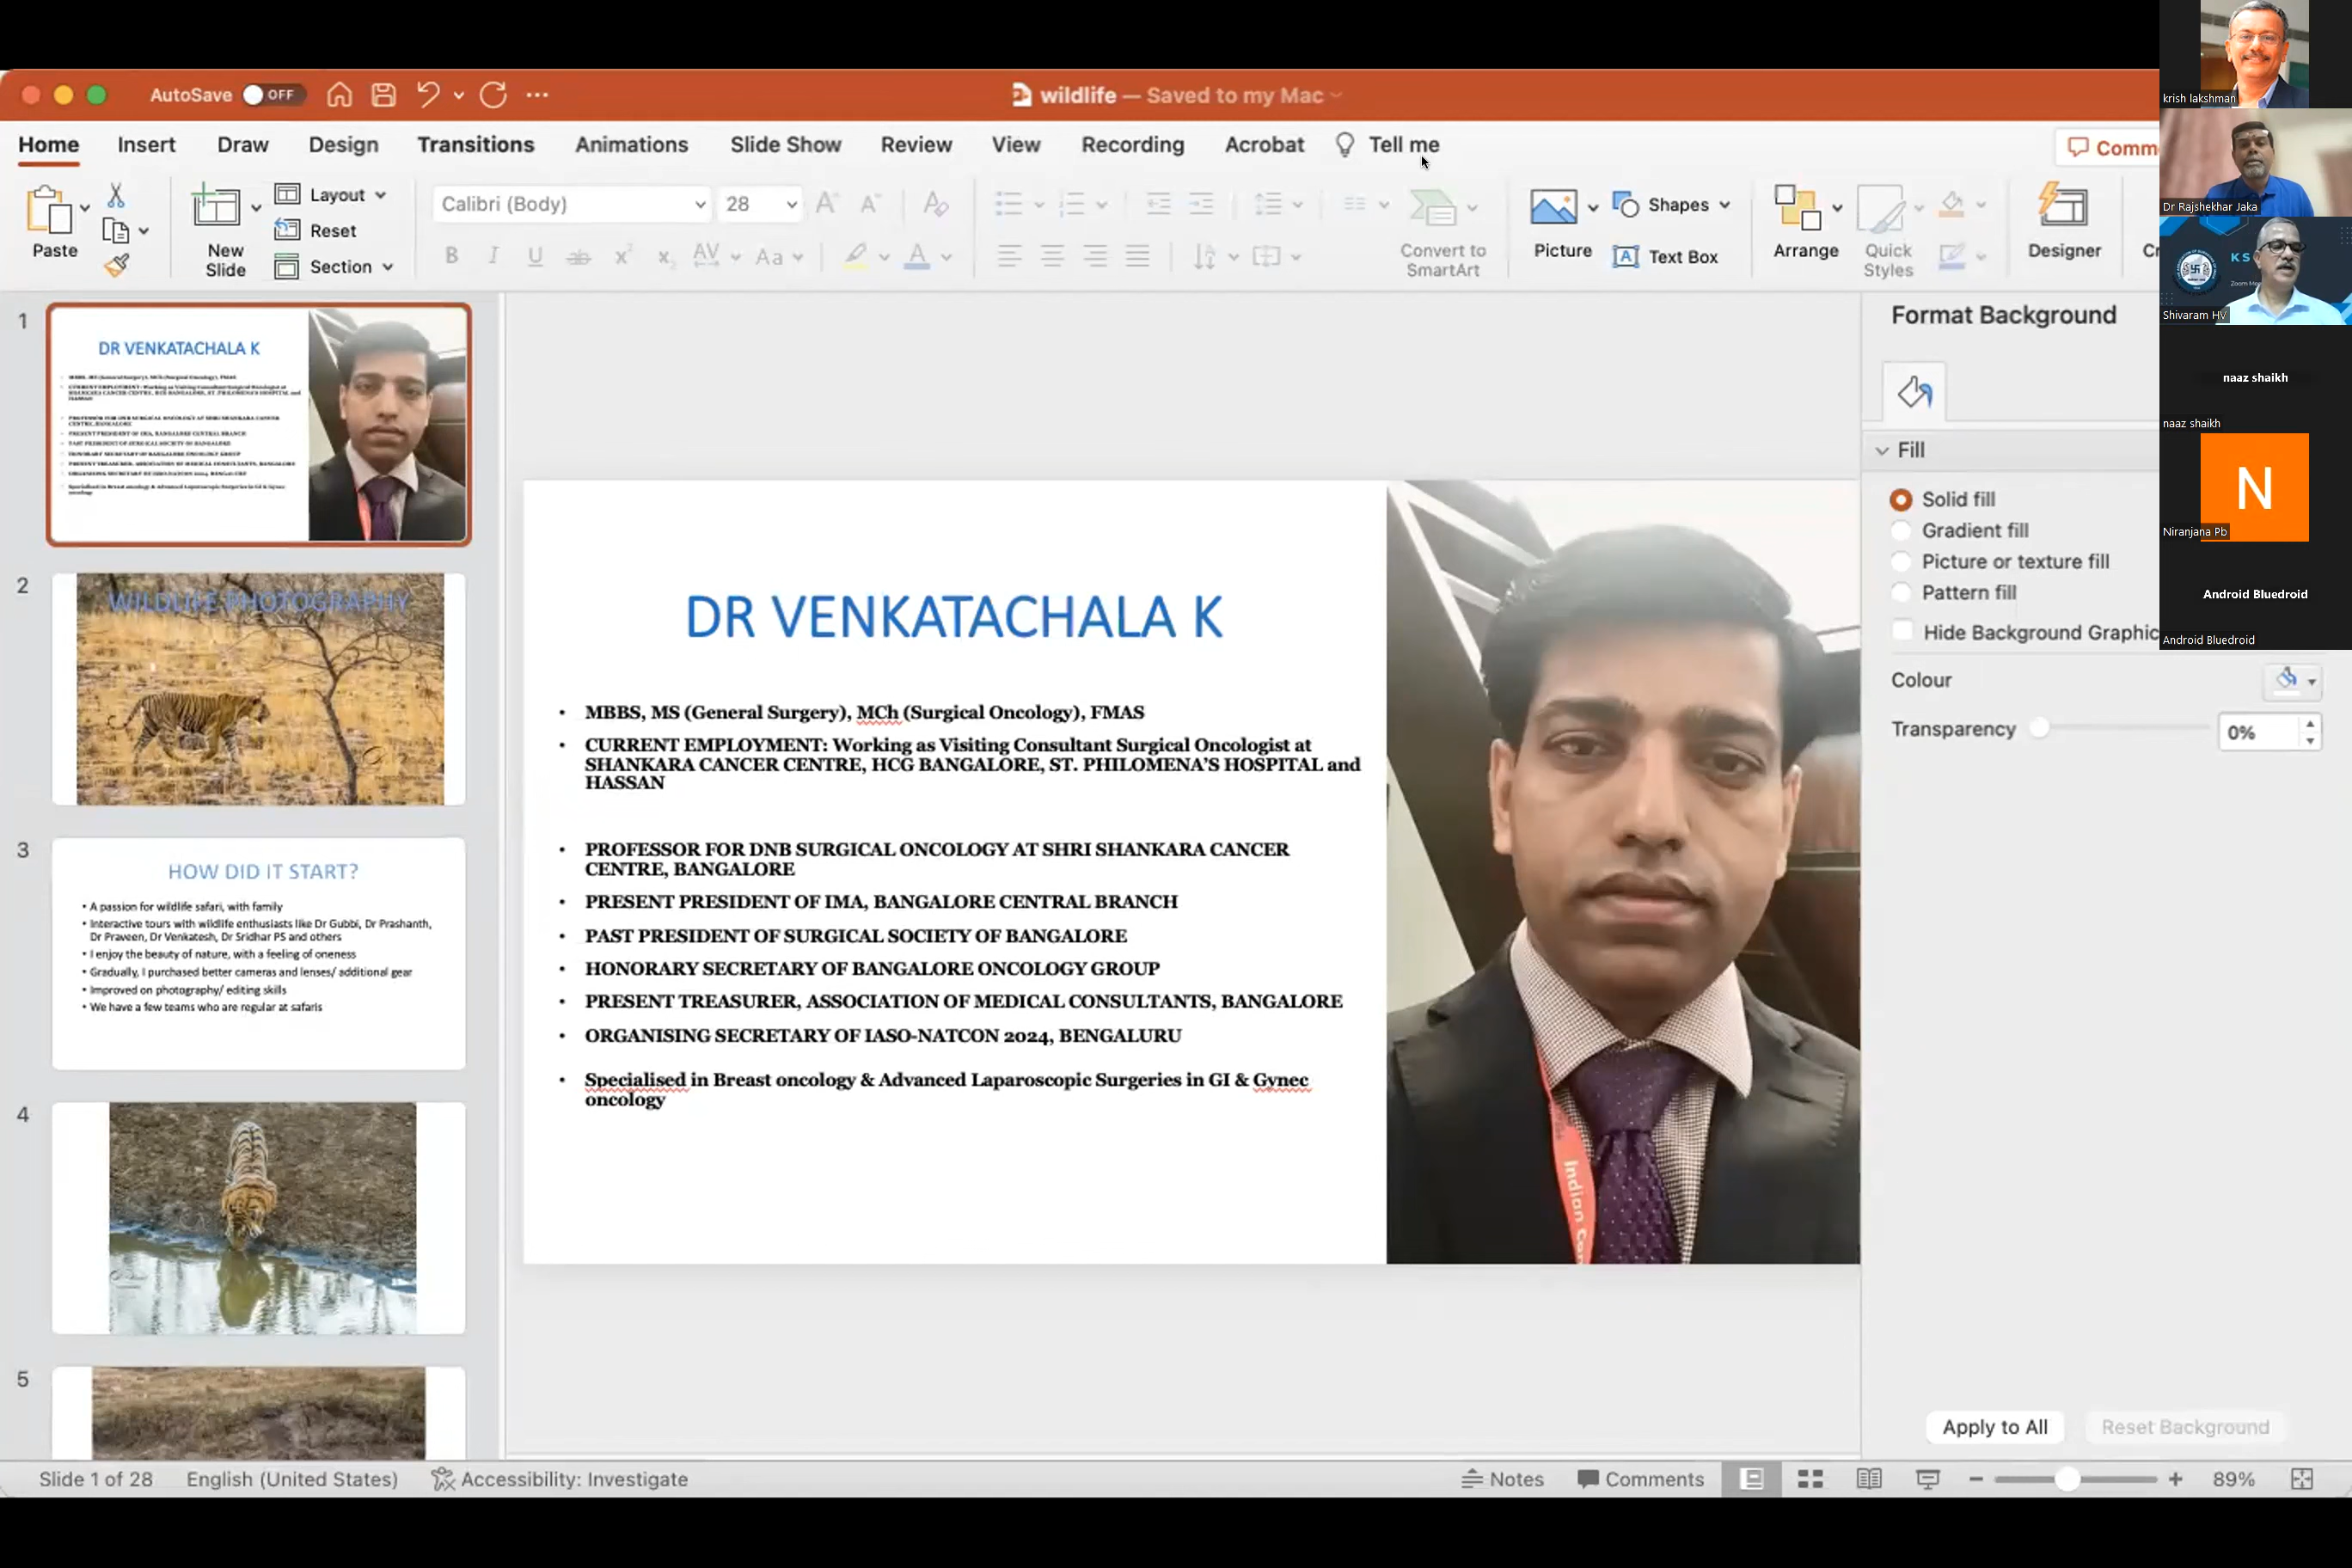 AutoSave OFF
wildlife — Saved to my Mac
Home Insert Draw Design Transitions Animations Slide Show Review View Recording Acrobat Tell me
Comm
Paste
New
Slide
Layout
Reset
Section
Calibri (Body) 28
Convert to
SmartArt
Picture
Shapes
Text Box
Arrange
Quick
Styles
Designer
1
DR VENKATACHALA K
2
WILDLIFE PHOTOGRAPHY
3
HOW DID IT START?
• A passion for wildlife safari, with family
• Interactive tours with wildlife enthusiasts like Dr Gubbi, Dr Prashanth,
Dr Praveen, Dr Venkatesh, Dr Sridhar PS and others
• I enjoy the beauty of nature, with a feeling of oneness
• Gradually, I purchased better cameras and lenses/ additional gear
• Improved on photography/ editing skills
• We have a few teams who are regular at safaris
4
5
DR VENKATACHALA K
• MBBS, MS (General Surgery), MCh (Surgical Oncology), FMAS
• CURRENT EMPLOYMENT: Working as Visiting Consultant Surgical Oncologist at
SHANKARA CANCER CENTRE, HCG BANGALORE, ST. PHILOMENA'S HOSPITAL and
HASSAN
• PROFESSOR FOR DNB SURGICAL ONCOLOGY AT SHRI SHANKARA CANCER
CENTRE, BANGALORE
• PRESENT PRESIDENT OF IMA, BANGALORE CENTRAL BRANCH
• PAST PRESIDENT OF SURGICAL SOCIETY OF BANGALORE
• HONORARY SECRETARY OF BANGALORE ONCOLOGY GROUP
• PRESENT TREASURER, ASSOCIATION OF MEDICAL CONSULTANTS, BANGALORE
• ORGANISING SECRETARY OF IASO-NATCON 2024, BENGALURU
• Specialised in Breast oncology & Advanced Laparoscopic Surgeries in GI & Gynec
oncology
Indian
Format Background
Fill
Solid fill
Gradient fill
Picture or texture fill
Pattern fill
Hide Background Graphic
Colour
Transparency 0%
Apply to All Reset Background
krish lakshman
Dr Rajshekhar Jaka
K S
Shivaram HV
naaz shaikh
naaz shaikh
N
Niranjana Pb
Android Bluedroid
Android Bluedroid
Slide 1 of 28 English (United States) Accessibility: Investigate Notes Comments 89%